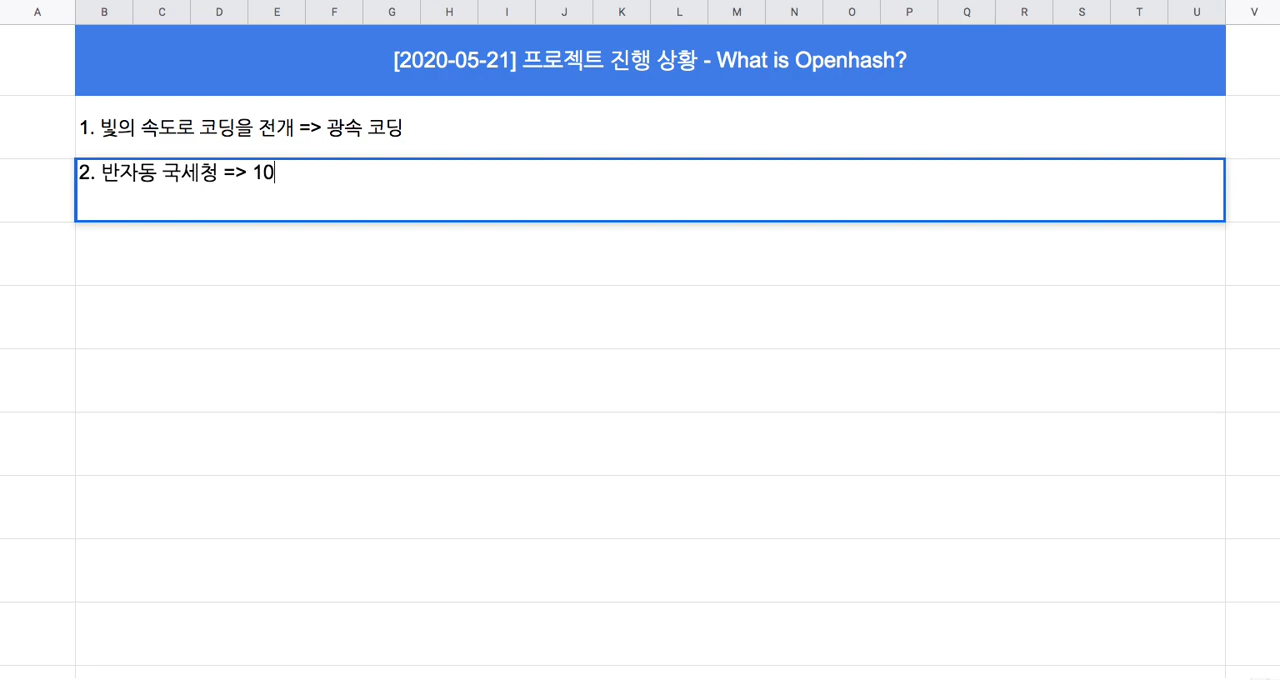 A B C D E F G H I J K L M N O P Q R S T U V
[2020-05-21] 프로젝트 진행 상황 - What is Openhash?
1. 빛의 속도로 코딩을 전개 => 광속 코딩
2. 반자동 국세청 => 10